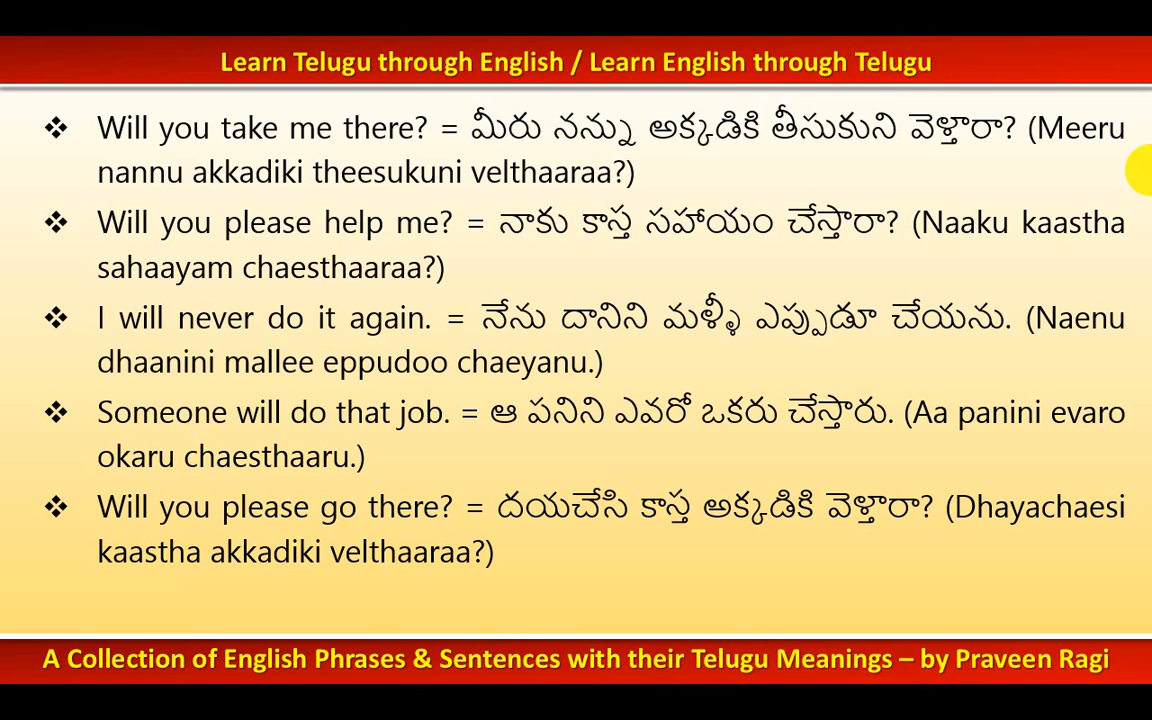 Learn Telugu through English / Learn English through Telugu
❖ Will you take me there? = మీరు నన్ను అక్కడికి తీసుకుని వెళ్తారా? (Meeru
nannu akkadiki theesukuni velthaaraa?)
❖ Will you please help me? = నాకు కాస్త సహాయం చేస్తారా? (Naaku kaastha
sahaayam chaesthaaraa?)
❖ I will never do it again. = నేను దానిని మళ్ళీ ఎప్పుడూ చేయను. (Naenu
dhaanini mallee eppudoo chaeyanu.)
❖ Someone will do that job. = ఆ పనిని ఎవరో ఒకరు చేస్తారు. (Aa panini evaro
okaru chaesthaaru.)
❖ Will you please go there? = దయచేసి కాస్త అక్కడికి వెళ్తారా? (Dhayachaesi
kaastha akkadiki velthaaraa?)
A Collection of English Phrases & Sentences with their Telugu Meanings – by Praveen Ragi